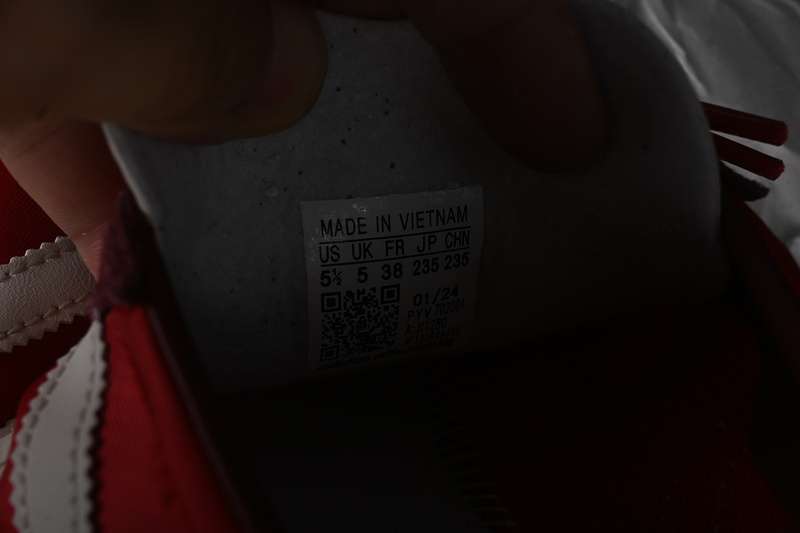 MADE IN VIETNAM
US UK FR JP CHN
5½ 5 38 235 235
01/24